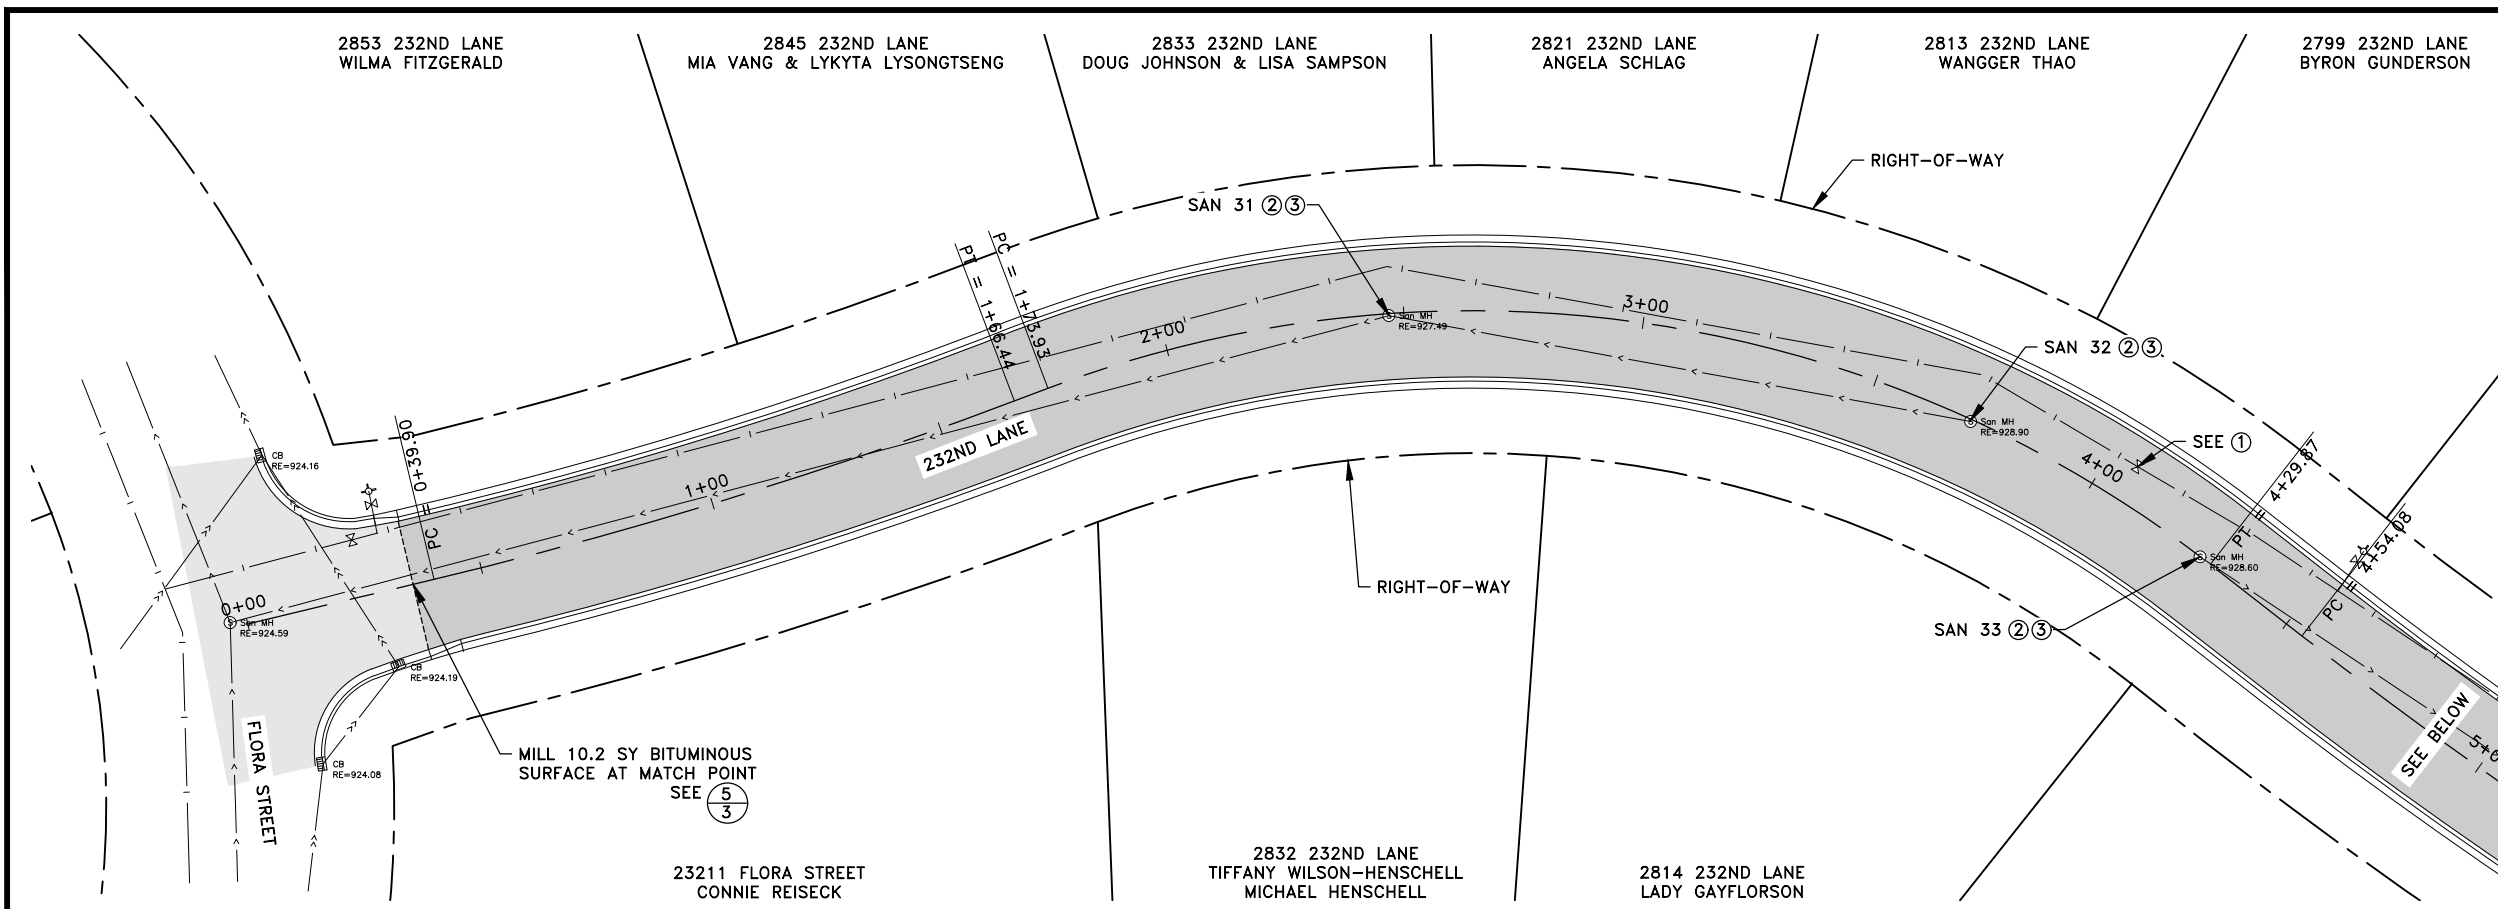 2853 232ND LANE
WILMA FITZGERALD
2845 232ND LANE
MIA VANG & LYKYTA LYSONGTSENG
2833 232ND LANE
DOUG JOHNSON & LISA SAMPSON
2821 232ND LANE
ANGELA SCHLAG
2813 232ND LANE
WANGGER THAO
2799 232ND LANE
BYRON GUNDERSON
RIGHT-OF-WAY
SAN 31 ② ③
PT = 1+66.44
PC = 1+73.93
San MH
RE=927.49
2+00
3+00
SAN 32 ② ③
San MH
RE=928.90
SEE ①
4+00
PT = 4+29.87
PC = 4+54.08
San MH
RE=928.60
SAN 33 ② ③
232ND LANE
1+00
PC = 0+39.90
CB
RE=924.16
0+00
San MH
RE=924.59
CB
RE=924.19
CB
RE=924.08
FLORA STREET
RIGHT-OF-WAY
MILL 10.2 SY BITUMINOUS
SURFACE AT MATCH POINT
SEE 5
3
SEE BELOW
23211 FLORA STREET
CONNIE REISECK
2832 232ND LANE
TIFFANY WILSON-HENSCHELL
MICHAEL HENSCHELL
2814 232ND LANE
LADY GAYFLORSON